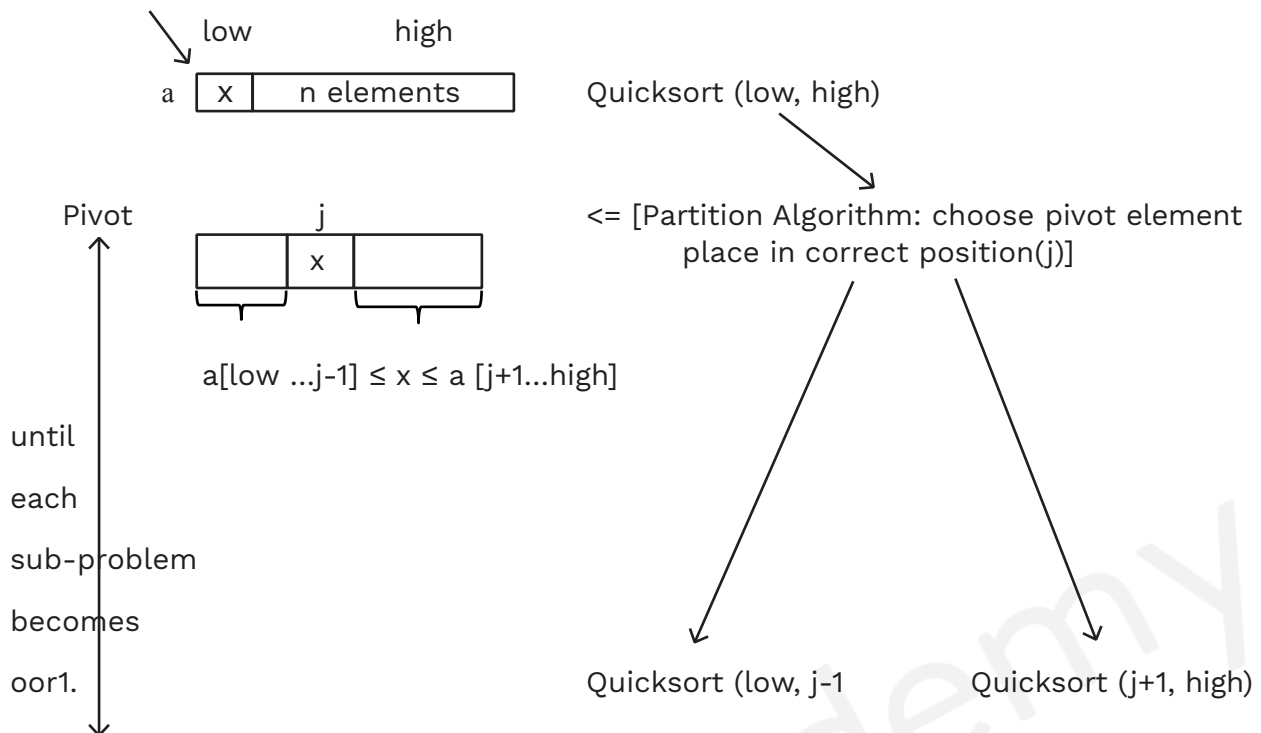 low high
a x n elements Quicksort (low, high)
Pivot j <= [Partition Algorithm: choose pivot element
place in correct position(j)]
x
a[low ...j-1] ≤ x ≤ a [j+1...high]
until
each
sub-problem
becomes
oor1. Quicksort (low, j-1 Quicksort (j+1, high)
demy